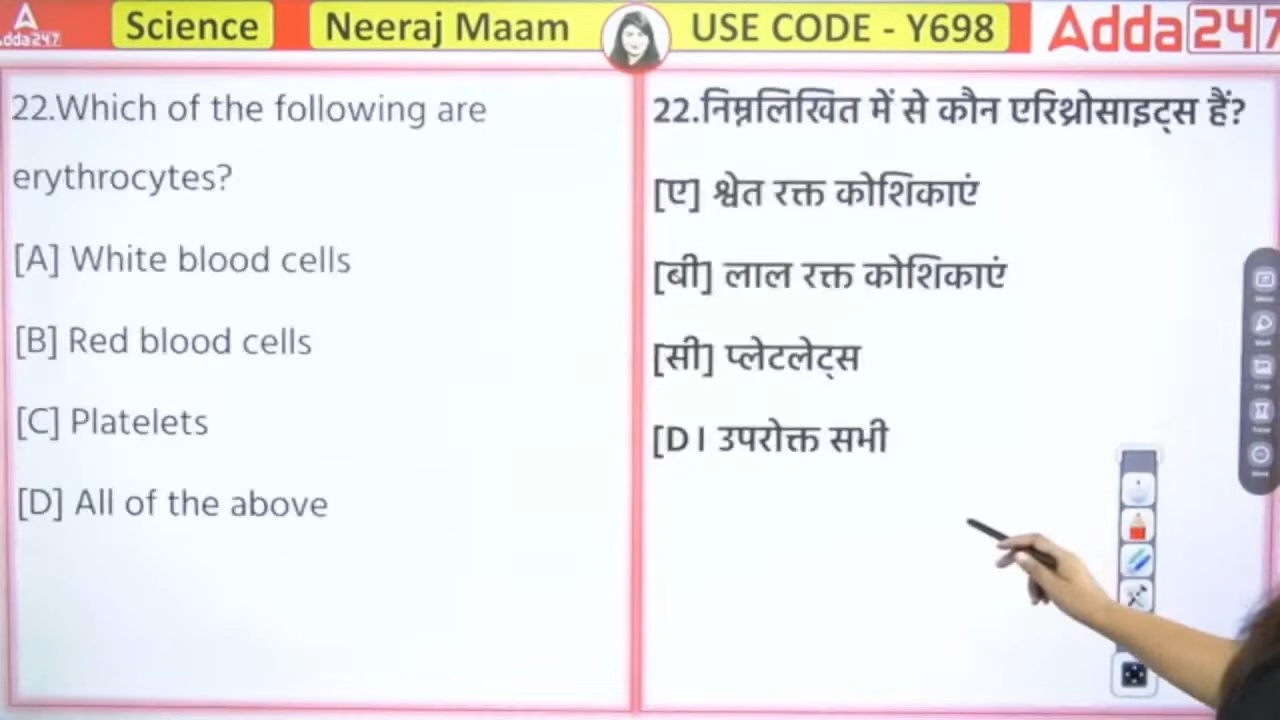 Adda247
Science
Neeraj Maam
USE CODE - Y698
Adda247
22.Which of the following are
erythrocytes?
[A] White blood cells
[B] Red blood cells
[C] Platelets
[D] All of the above
22.निम्नलिखित में से कौन एरिथ्रोसाइट्स हैं?
[ए] श्वेत रक्त कोशिकाएं
[बी] लाल रक्त कोशिकाएं
[सी] प्लेटलेट्स
[D। उपरोक्त सभी